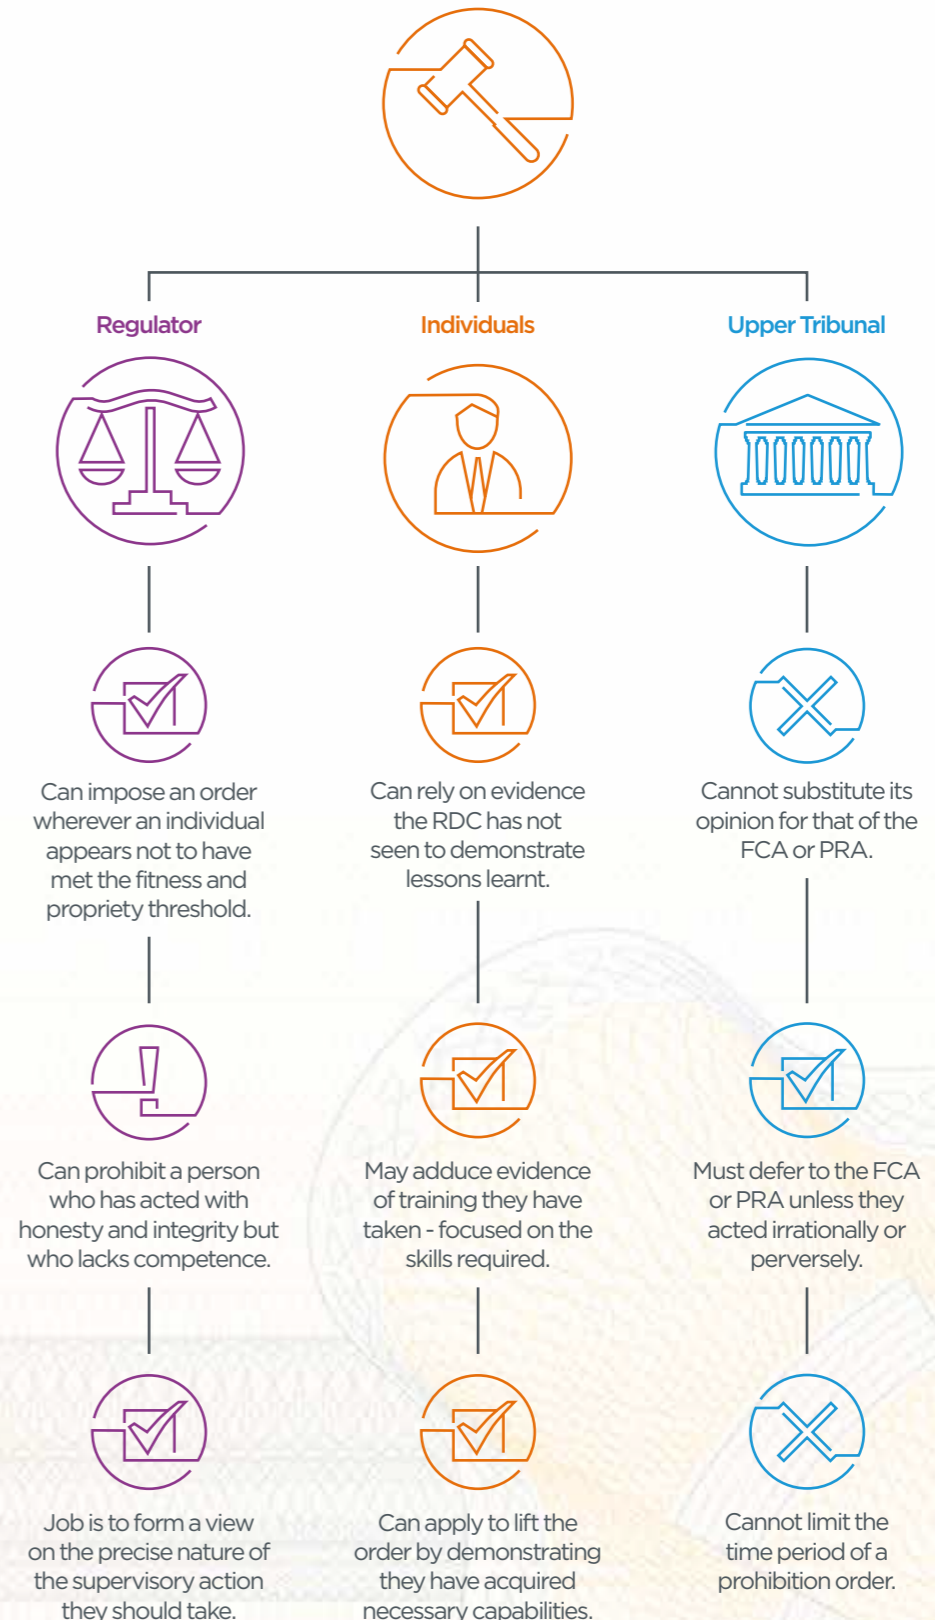 Regulator
Individuals
Upper Tribunal
Can impose an order
wherever an individual
appears not to have
met the fitness and
propriety threshold.
Can rely on evidence
the RDC has not
seen to demonstrate
lessons learnt.
Cannot substitute its
opinion for that of the
FCA or PRA.
Can prohibit a person
who has acted with
honesty and integrity but
who lacks competence.
May adduce evidence
of training they have
taken - focused on the
skills required.
Must defer to the FCA
or PRA unless they
acted irrationally or
perversely.
Job is to form a view
on the precise nature of
the supervisory action
they should take.
Can apply to lift the
order by demonstrating
they have acquired
necessary capabilities.
Cannot limit the
time period of a
prohibition order.